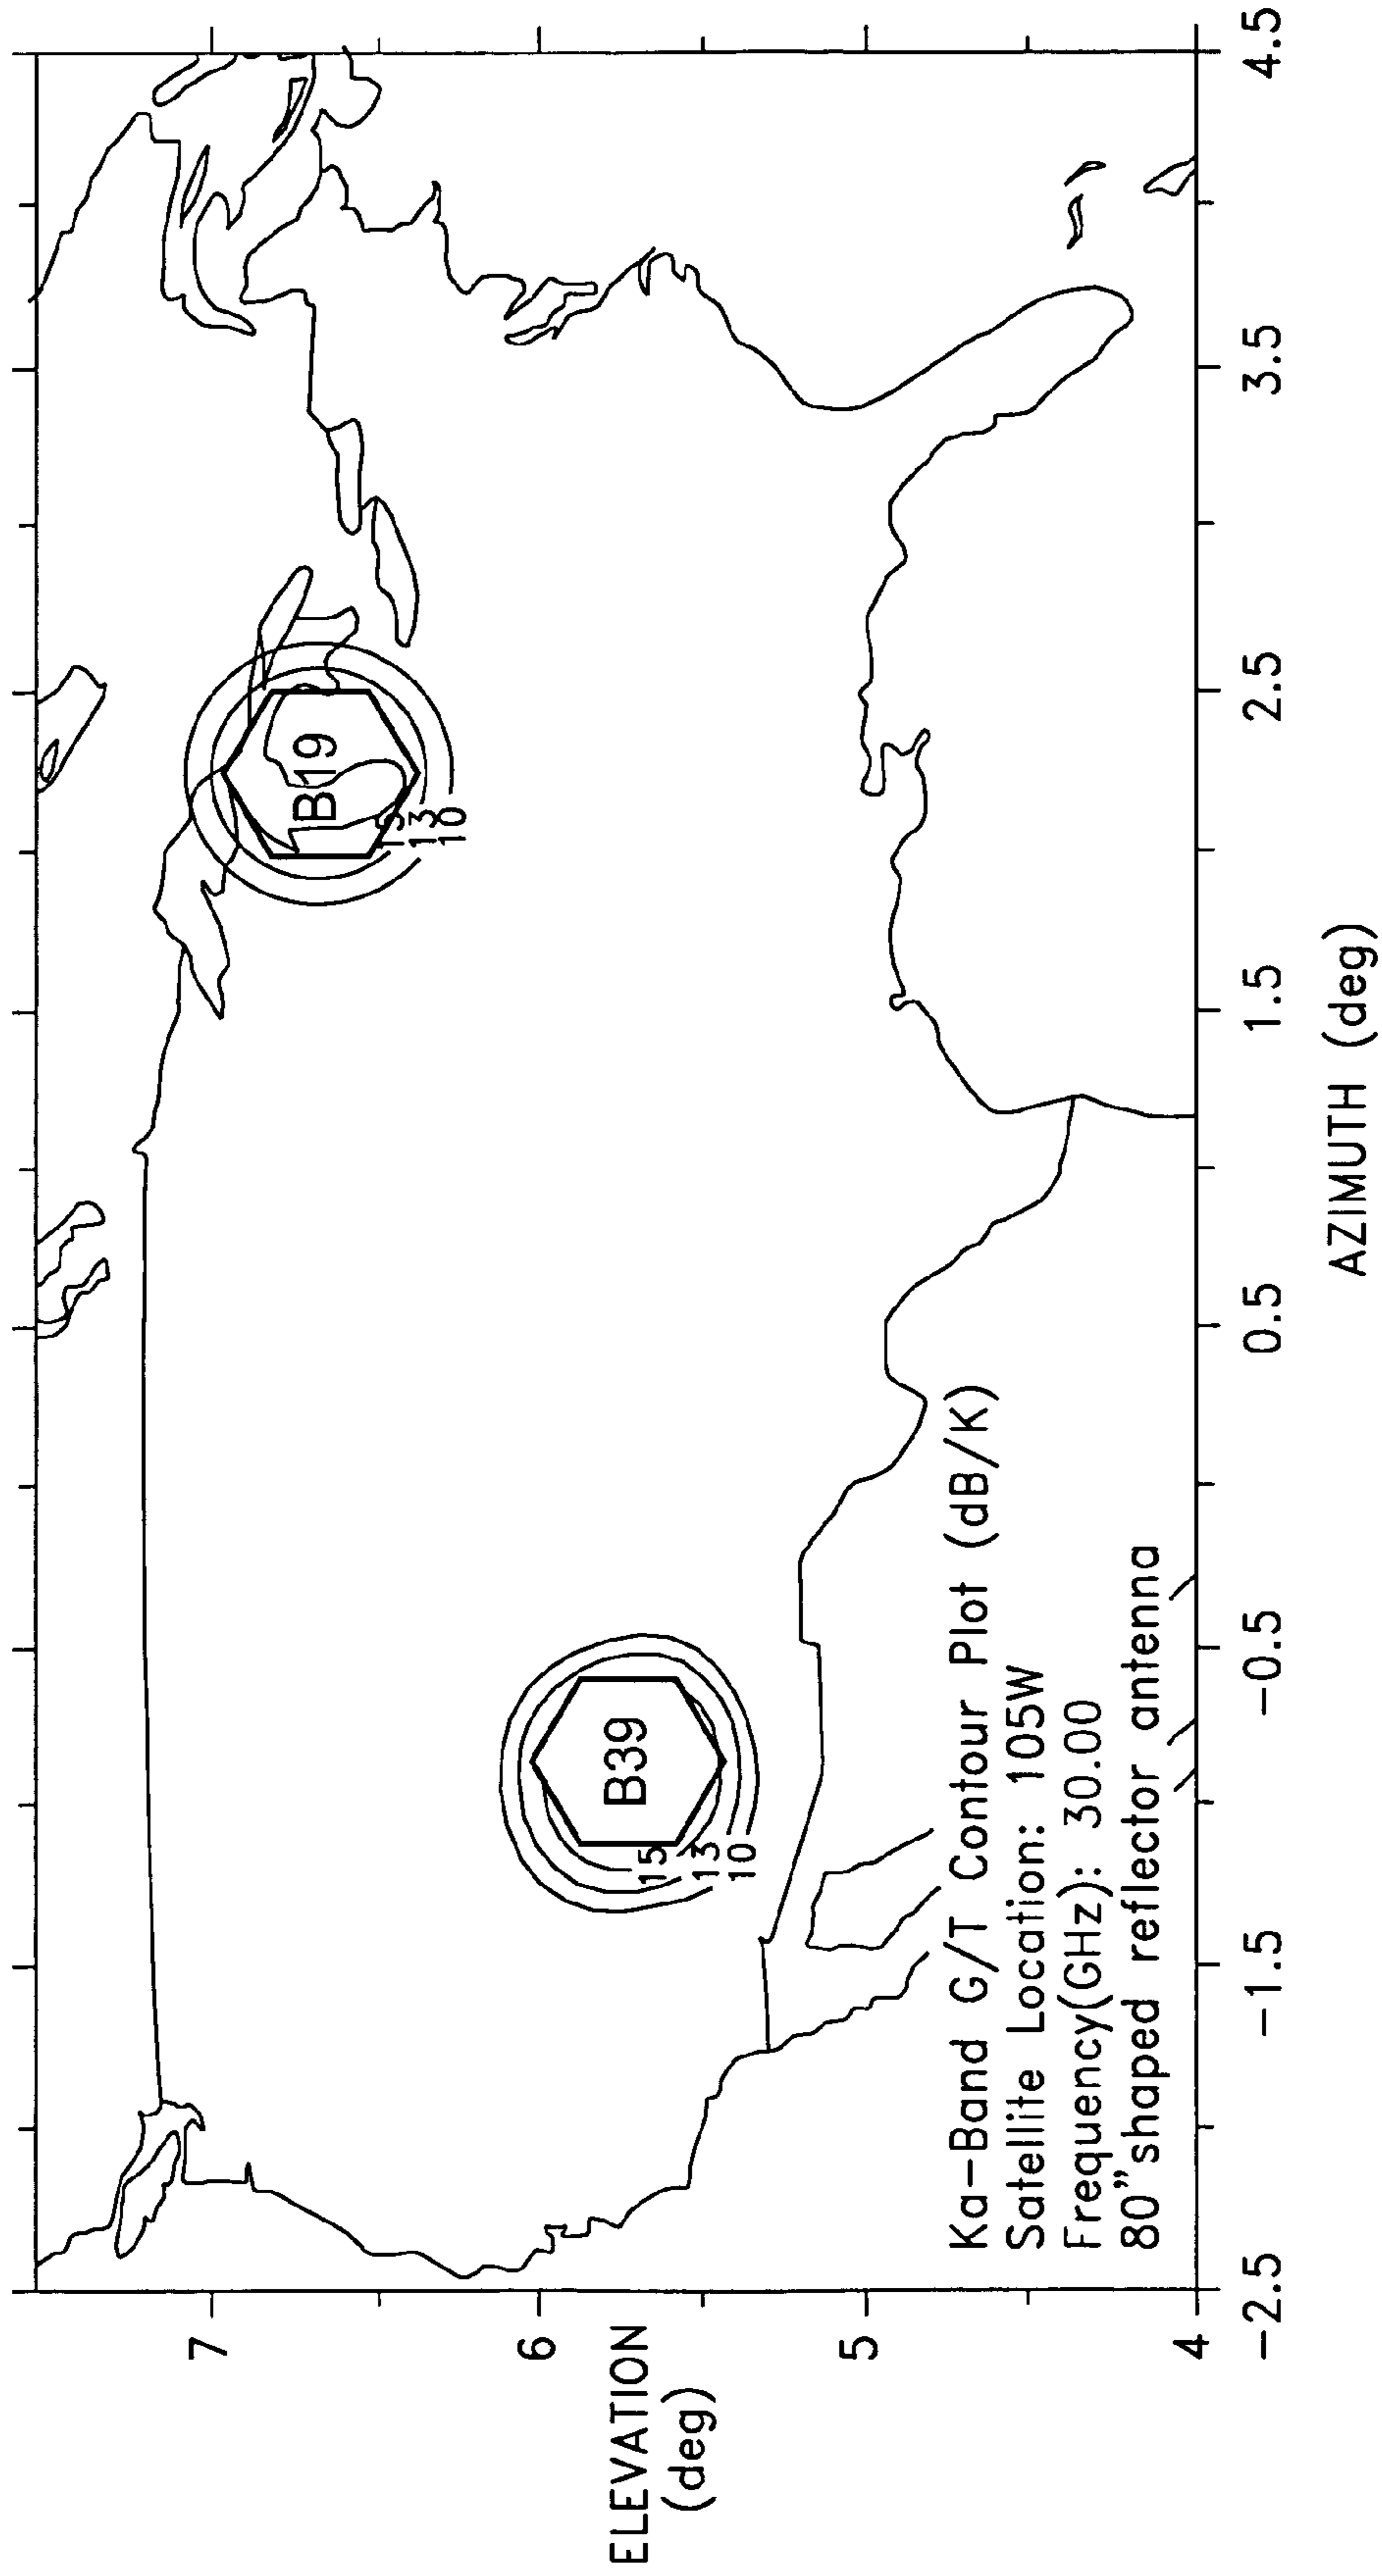 ELEVATION
(deg)
7
6
5
4
B19
15
13
10
B39
15
13
10
Ka-Band G/T Contour Plot (dB/K)
Satellite Location: 105W
Frequency(GHz): 30.00
80" shaped reflector antenna
-2.5 -1.5 -0.5 0.5 1.5 2.5 3.5 4.5
AZIMUTH (deg)